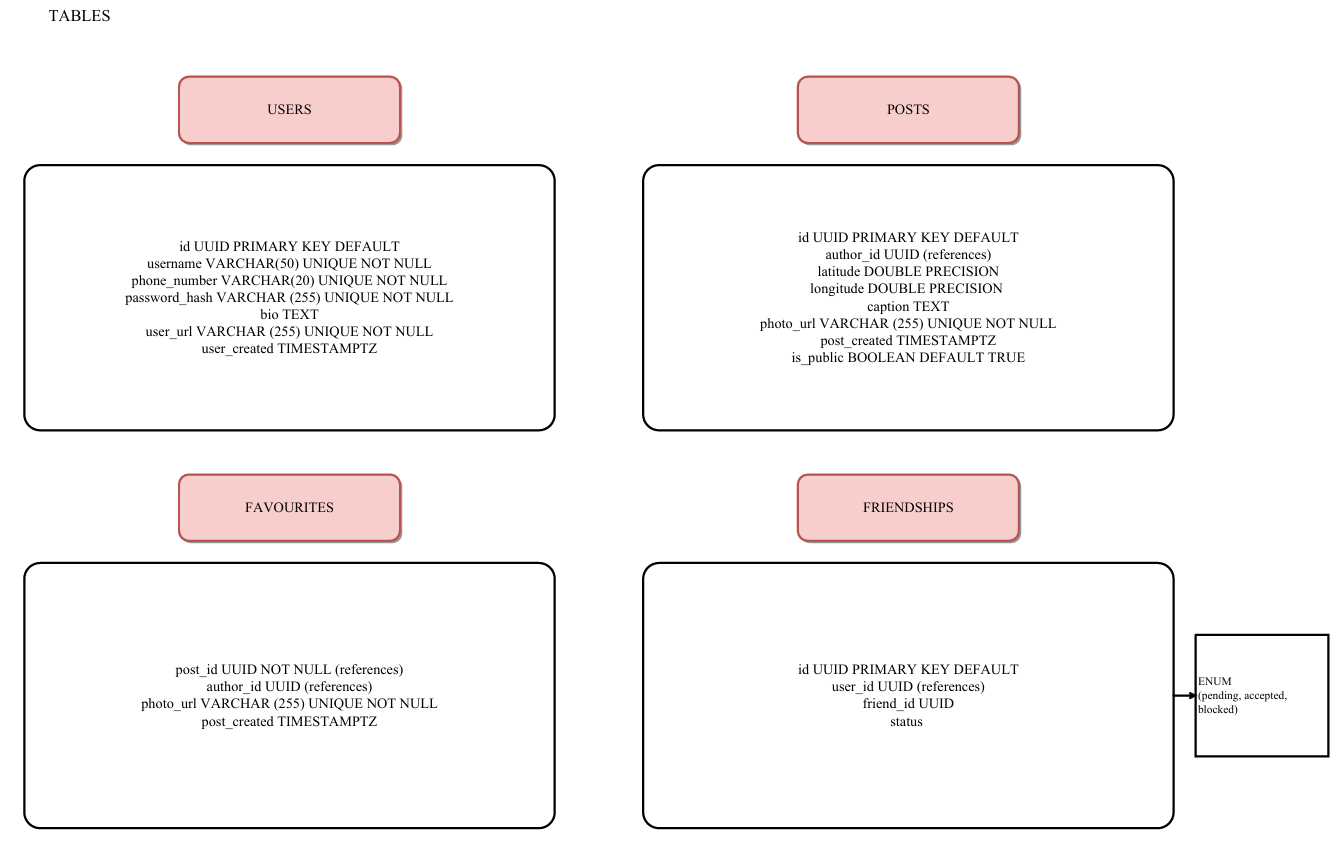 TABLES
USERS
id UUID PRIMARY KEY DEFAULT
username VARCHAR(50) UNIQUE NOT NULL
phone_number VARCHAR(20) UNIQUE NOT NULL
password_hash VARCHAR (255) UNIQUE NOT NULL
bio TEXT
user_url VARCHAR (255) UNIQUE NOT NULL
user_created TIMESTAMPTZ
POSTS
id UUID PRIMARY KEY DEFAULT
author_id UUID (references)
latitude DOUBLE PRECISION
longitude DOUBLE PRECISION
caption TEXT
photo_url VARCHAR (255) UNIQUE NOT NULL
post_created TIMESTAMPTZ
is_public BOOLEAN DEFAULT TRUE
FAVOURITES
post_id UUID NOT NULL (references)
author_id UUID (references)
photo_url VARCHAR (255) UNIQUE NOT NULL
post_created TIMESTAMPTZ
FRIENDSHIPS
id UUID PRIMARY KEY DEFAULT
user_id UUID (references)
friend_id UUID
status
ENUM
(pending, accepted,
blocked)